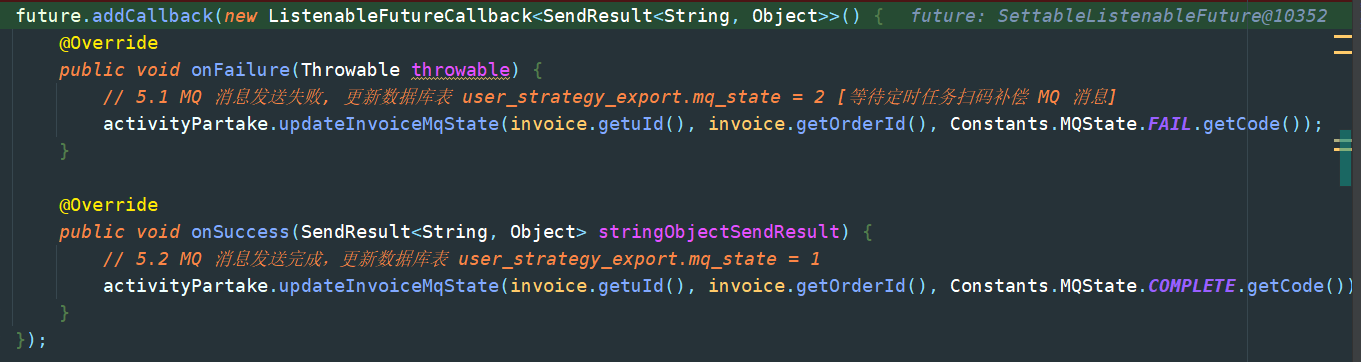 future.addCallback(new ListenableFutureCallback<SendResult<String, Object>>() { future: SettableListenableFuture@10352
@Override
public void onFailure(Throwable throwable) {
// 5.1 MQ 消息发送失败, 更新数据库表 user_strategy_export.mq_state = 2 [等待定时任务扫码补偿 MQ 消息]
activityPartake.updateInvoiceMqState(invoice.getuId(), invoice.getOrderId(), Constants.MQState.FAIL.getCode());
}
@Override
public void onSuccess(SendResult<String, Object> stringObjectSendResult) {
// 5.2 MQ 消息发送完成，更新数据库表 user_strategy_export.mq_state = 1
activityPartake.updateInvoiceMqState(invoice.getuId(), invoice.getOrderId(), Constants.MQState.COMPLETE.getCode())
}
});